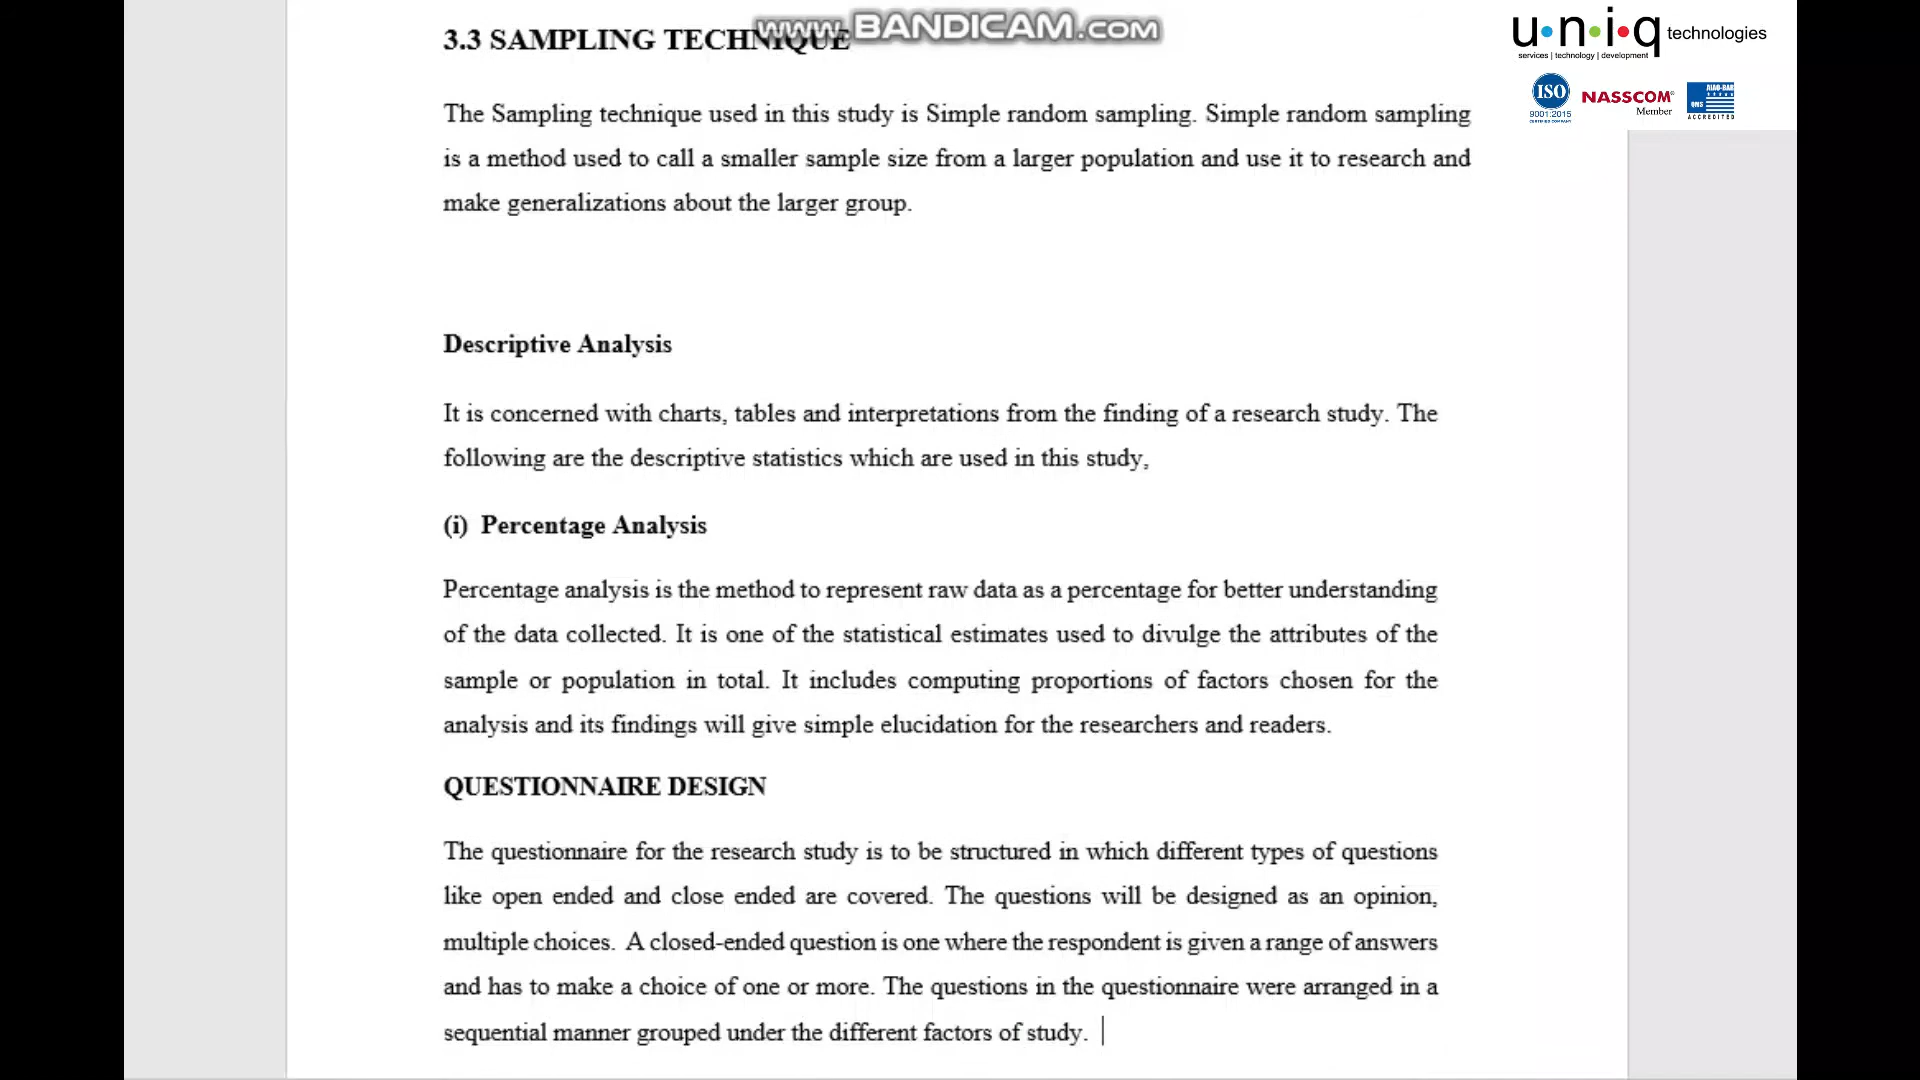 www.BANDICAM.com
u·n·i·q technologies
services | technology | development
ISO
9001:2015
CERTIFIED COMPANY
NASSCOM®
Member
AIAO-BAR
QMS
ACCREDITED
3.3 SAMPLING TECHNIQUE
The Sampling technique used in this study is Simple random sampling. Simple random sampling
is a method used to call a smaller sample size from a larger population and use it to research and
make generalizations about the larger group.
Descriptive Analysis
It is concerned with charts, tables and interpretations from the finding of a research study. The
following are the descriptive statistics which are used in this study,
(i) Percentage Analysis
Percentage analysis is the method to represent raw data as a percentage for better understanding
of the data collected. It is one of the statistical estimates used to divulge the attributes of the
sample or population in total. It includes computing proportions of factors chosen for the
analysis and its findings will give simple elucidation for the researchers and readers.
QUESTIONNAIRE DESIGN
The questionnaire for the research study is to be structured in which different types of questions
like open ended and close ended are covered. The questions will be designed as an opinion,
multiple choices. A closed-ended question is one where the respondent is given a range of answers
and has to make a choice of one or more. The questions in the questionnaire were arranged in a
sequential manner grouped under the different factors of study.